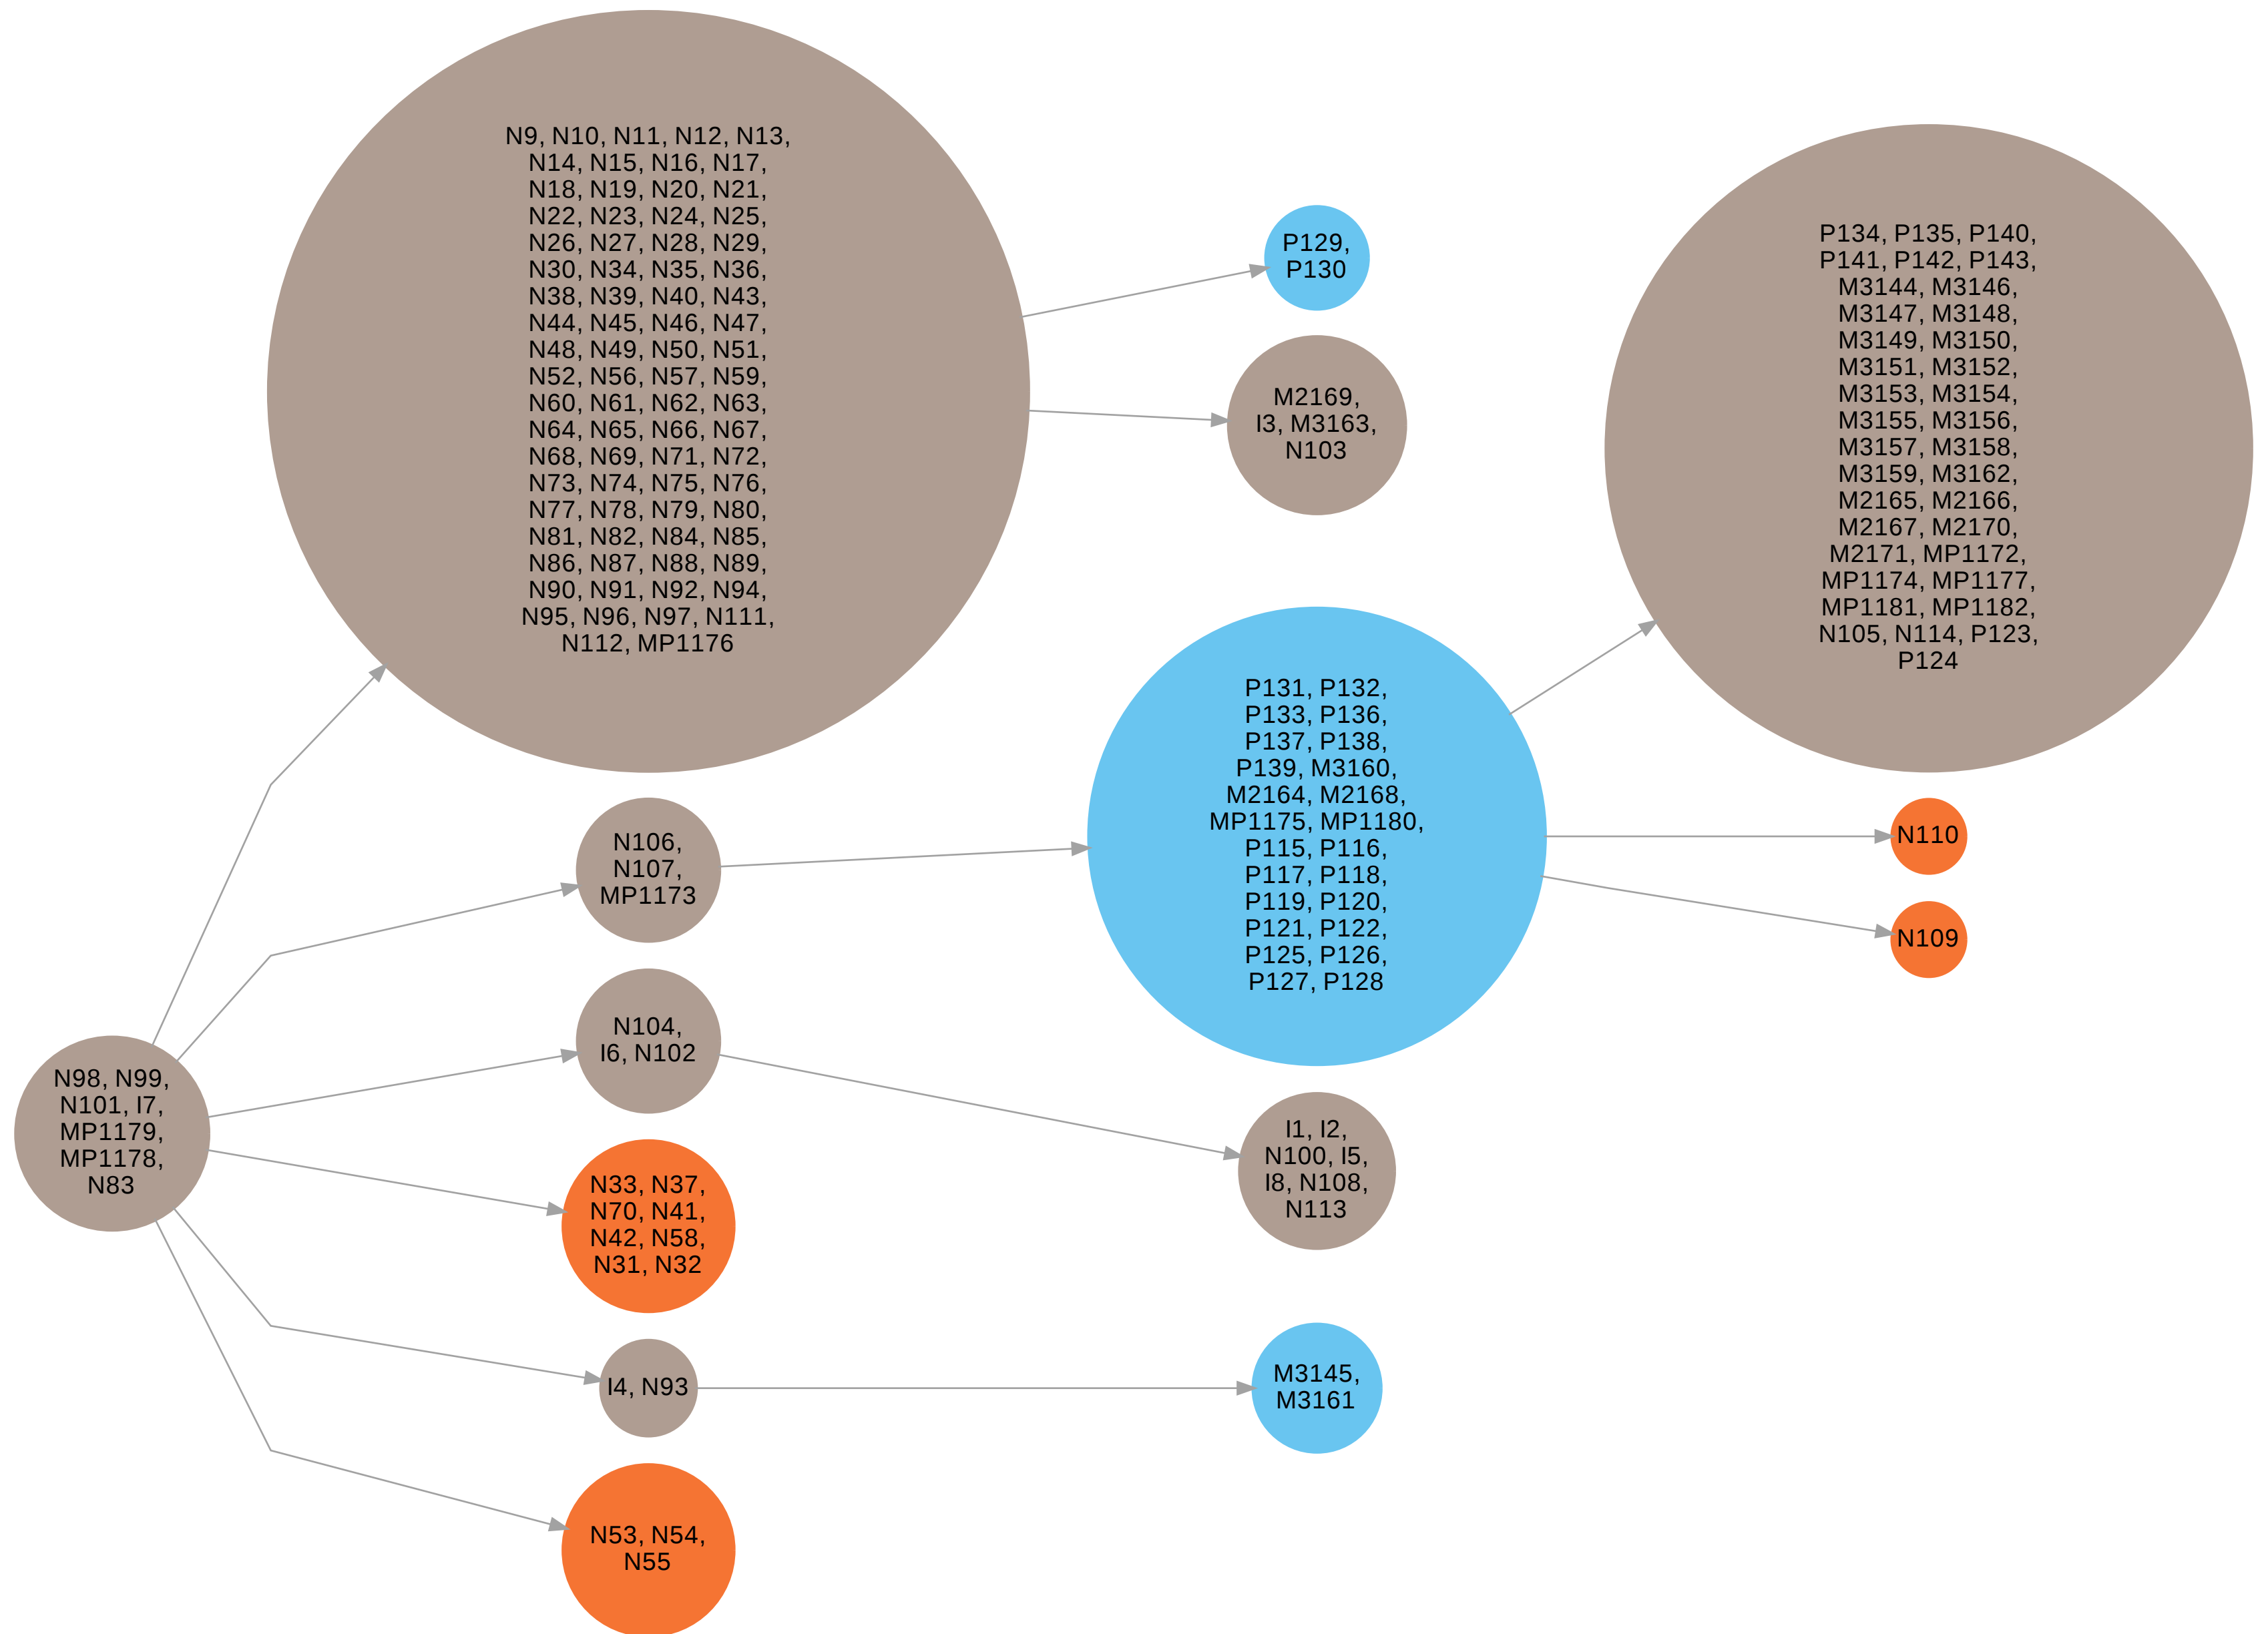 N9, N10, N11, N12, N13,
N14, N15, N16, N17,
N18, N19, N20, N21,
N22, N23, N24, N25,
N26, N27, N28, N29,
N30, N34, N35, N36,
N38, N39, N40, N43,
N44, N45, N46, N47,
N48, N49, N50, N51,
N52, N56, N57, N59,
N60, N61, N62, N63,
N64, N65, N66, N67,
N68, N69, N71, N72,
N73, N74, N75, N76,
N77, N78, N79, N80,
N81, N82, N84, N85,
N86, N87, N88, N89,
N90, N91, N92, N94,
N95, N96, N97, N111,
N112, MP1176
P129,
P130
M2169,
I3, M3163,
N103
P134, P135, P140,
P141, P142, P143,
M3144, M3146,
M3147, M3148,
M3149, M3150,
M3151, M3152,
M3153, M3154,
M3155, M3156,
M3157, M3158,
M3159, M3162,
M2165, M2166,
M2167, M2170,
M2171, MP1172,
MP1174, MP1177,
MP1181, MP1182,
N105, N114, P123,
P124
P131, P132,
P133, P136,
P137, P138,
P139, M3160,
M2164, M2168,
MP1175, MP1180,
P115, P116,
P117, P118,
P119, P120,
P121, P122,
P125, P126,
P127, P128
N110
N109
N106,
N107,
MP1173
N104,
I6, N102
N98, N99,
N101, I7,
MP1179,
MP1178,
N83
I1, I2,
N100, I5,
I8, N108,
N113
N33, N37,
N70, N41,
N42, N58,
N31, N32
I4, N93
M3145,
M3161
N53, N54,
N55